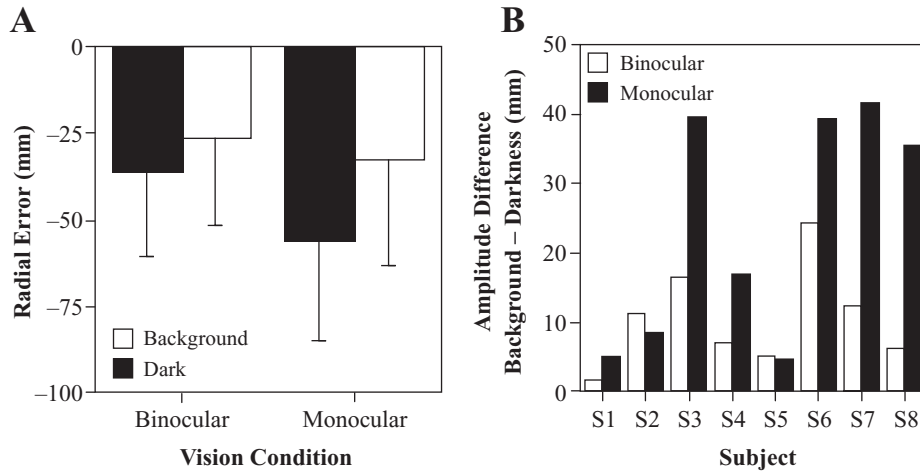 A
Radial Error (mm)
0
−25
−50
−75
−100
Background
Dark
Binocular
Monocular
Vision Condition
B
Amplitude Difference
Background – Darkness (mm)
50
40
30
20
10
0
Binocular
Monocular
S1 S2 S3 S4 S5 S6 S7 S8
Subject